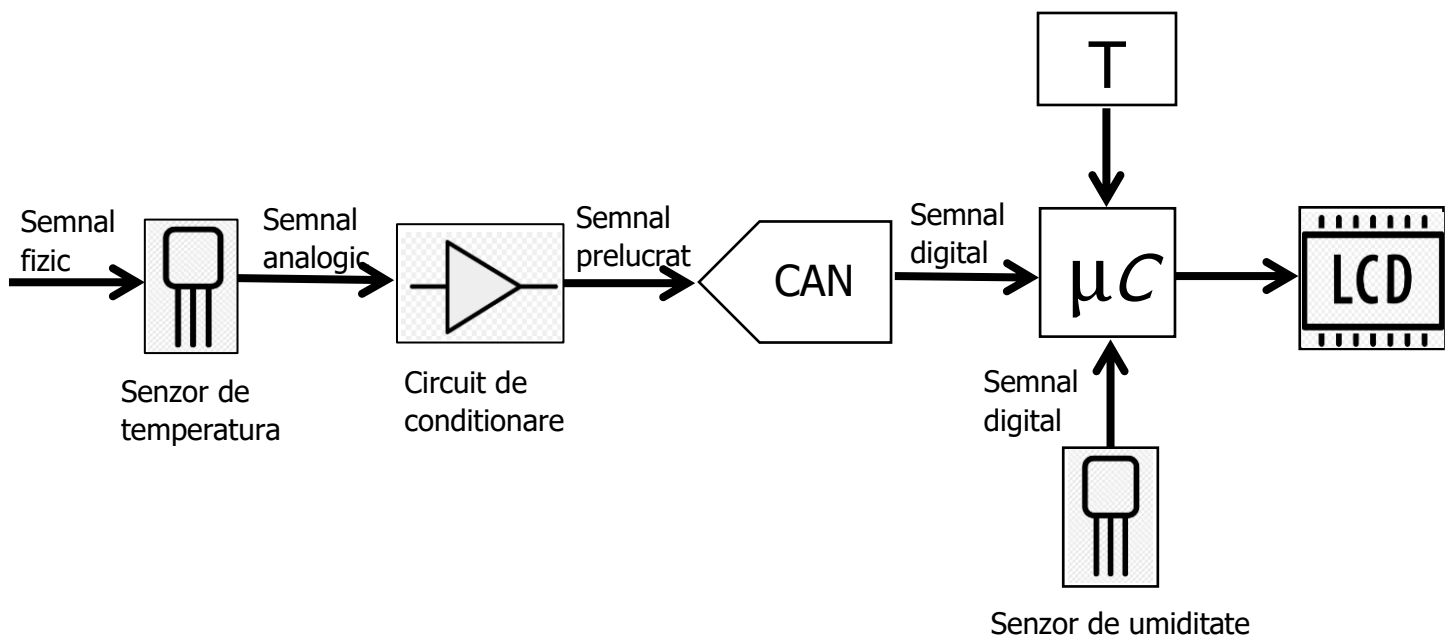 T
Semnal
fizic
Semnal
analogic
Semnal
prelucrat
CAN
Semnal
digital
μC
LCD
Senzor de
temperatura
Circuit de
conditionare
Semnal
digital
Senzor de umiditate